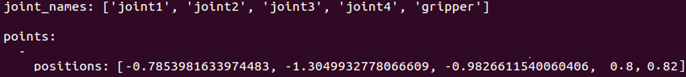 joint_names: ['joint1', 'joint2', 'joint3', 'joint4', 'gripper']
points:
-
positions: [-0.7853981633974483, -1.3049932778066609, -0.9826611540060406, 0.8, 0.82]